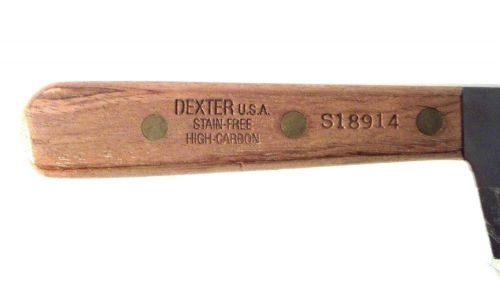 DEXTER U.S.A.
STAIN-FREE
HIGH-CARBON
S18914